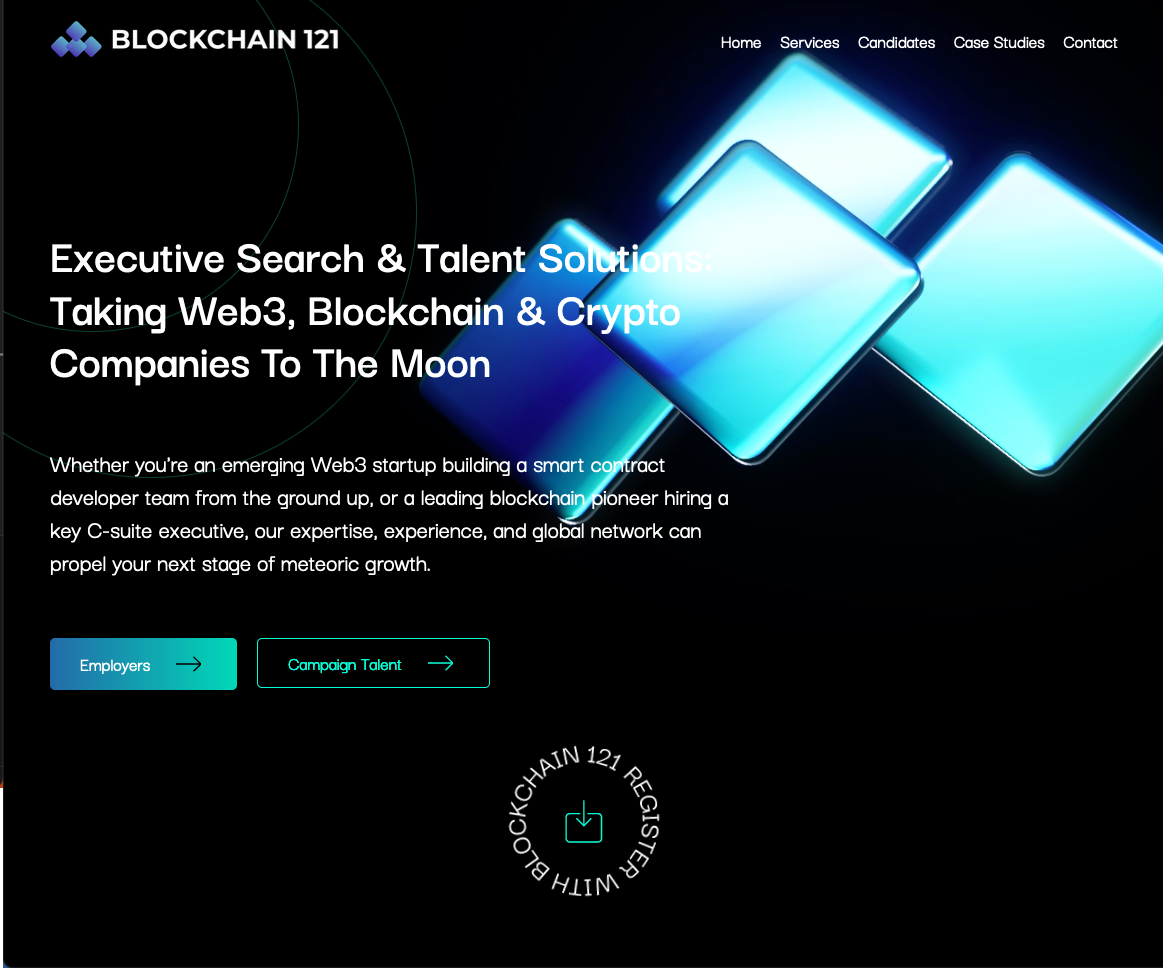 BLOCKCHAIN 121
Home Services Candidates Case Studies Contact
Executive Search & Talent Solutions:
Taking Web3, Blockchain & Crypto
Companies To The Moon
Whether you're an emerging Web3 startup building a smart contract
developer team from the ground up, or a leading blockchain pioneer hiring a
key C-suite executive, our expertise, experience, and global network can
propel your next stage of meteoric growth.
Employers
Campaign Talent
REGISTER WITH BLOCKCHAIN 121